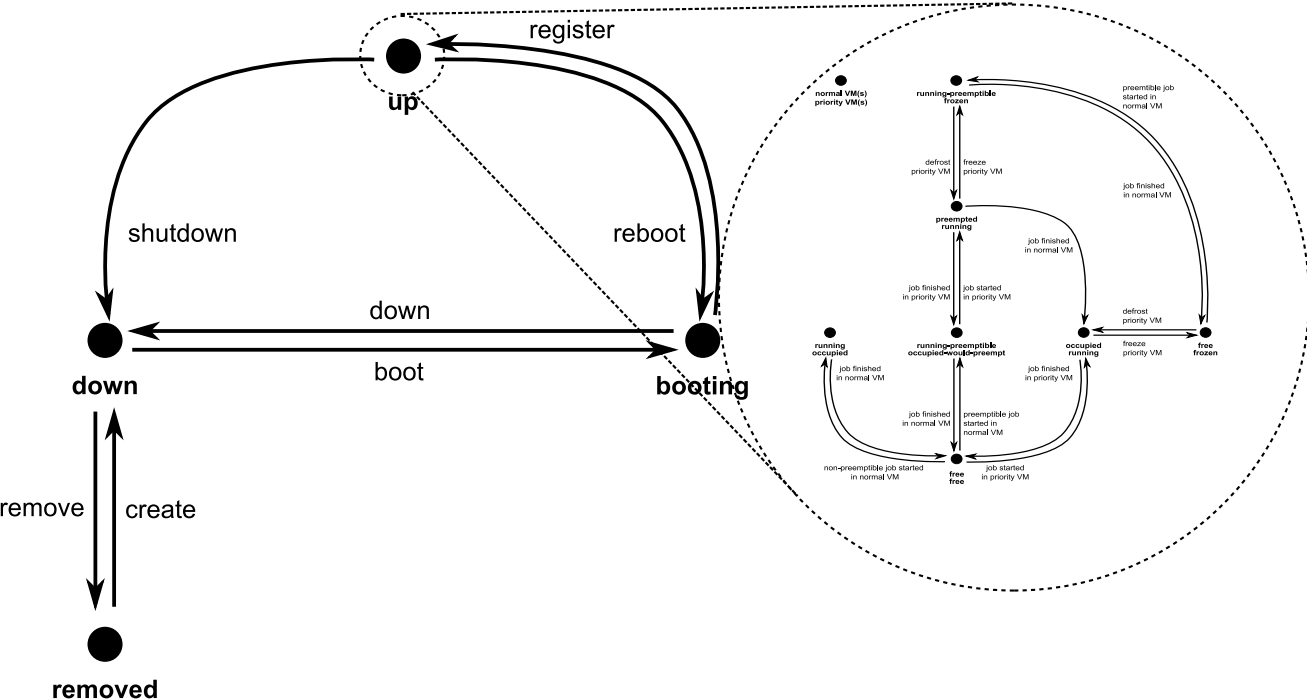 register
up
shutdown
reboot
down
boot
down
booting
remove
create
removed
normal VM(s)
priority VM(s)
running-preemptible
frozen
preemtible job
started in
normal VM
defrost
priority VM
freeze
priority VM
job finished
in normal VM
preempted
running
job finished
in normal VM
job finished
in priority VM
job started
in priority VM
defrost
priority VM
running
occupied
running-preemptible
occupied-would-preempt
occupied
running
free
frozen
freeze
priority VM
job finished
in normal VM
job finished
in priority VM
job finished
in normal VM
preemptible job
started in
normal VM
non-preemptible job started
in normal VM
job started
in priority VM
free
free